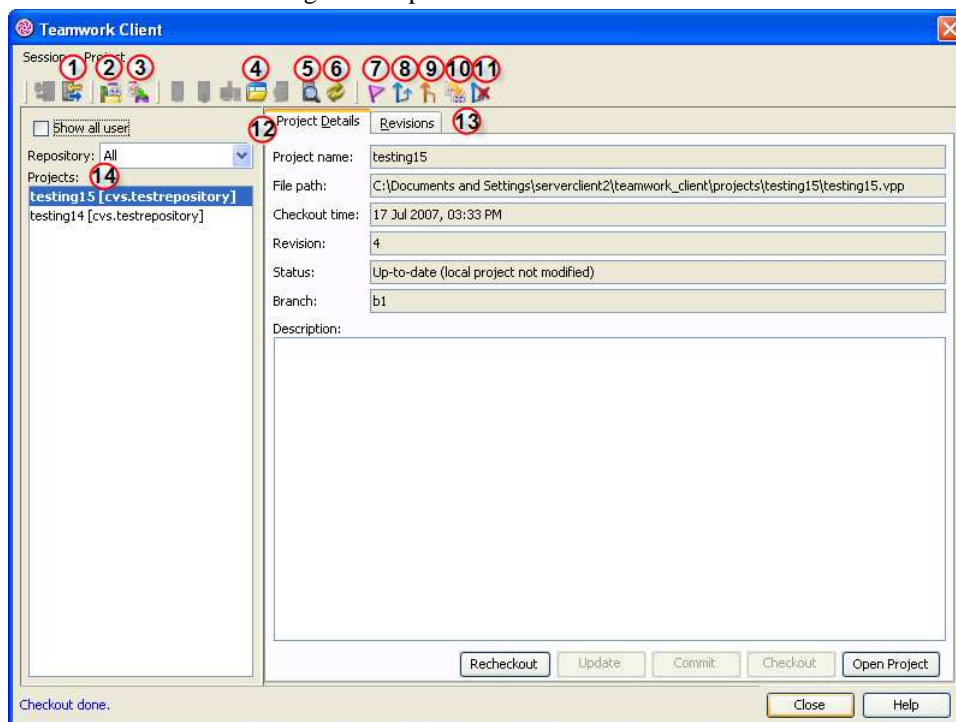 Teamwork Client
Session Project
1 2 3 4 5 6 7 8 9 10 11
Show all user
12 Project Details Revisions 13
Repository: All
Projects: 14
testing15 [cvs.testrepository]
testing14 [cvs.testrepository]
Project name: testing15
File path: C:\Documents and Settings\serverclient2\teamwork_client\projects\testing15\testing15.vpp
Checkout time: 17 Jul 2007, 03:33 PM
Revision: 4
Status: Up-to-date (local project not modified)
Branch: b1
Description:
Recheckout Update Commit Checkout Open Project
Checkout done. Close Help